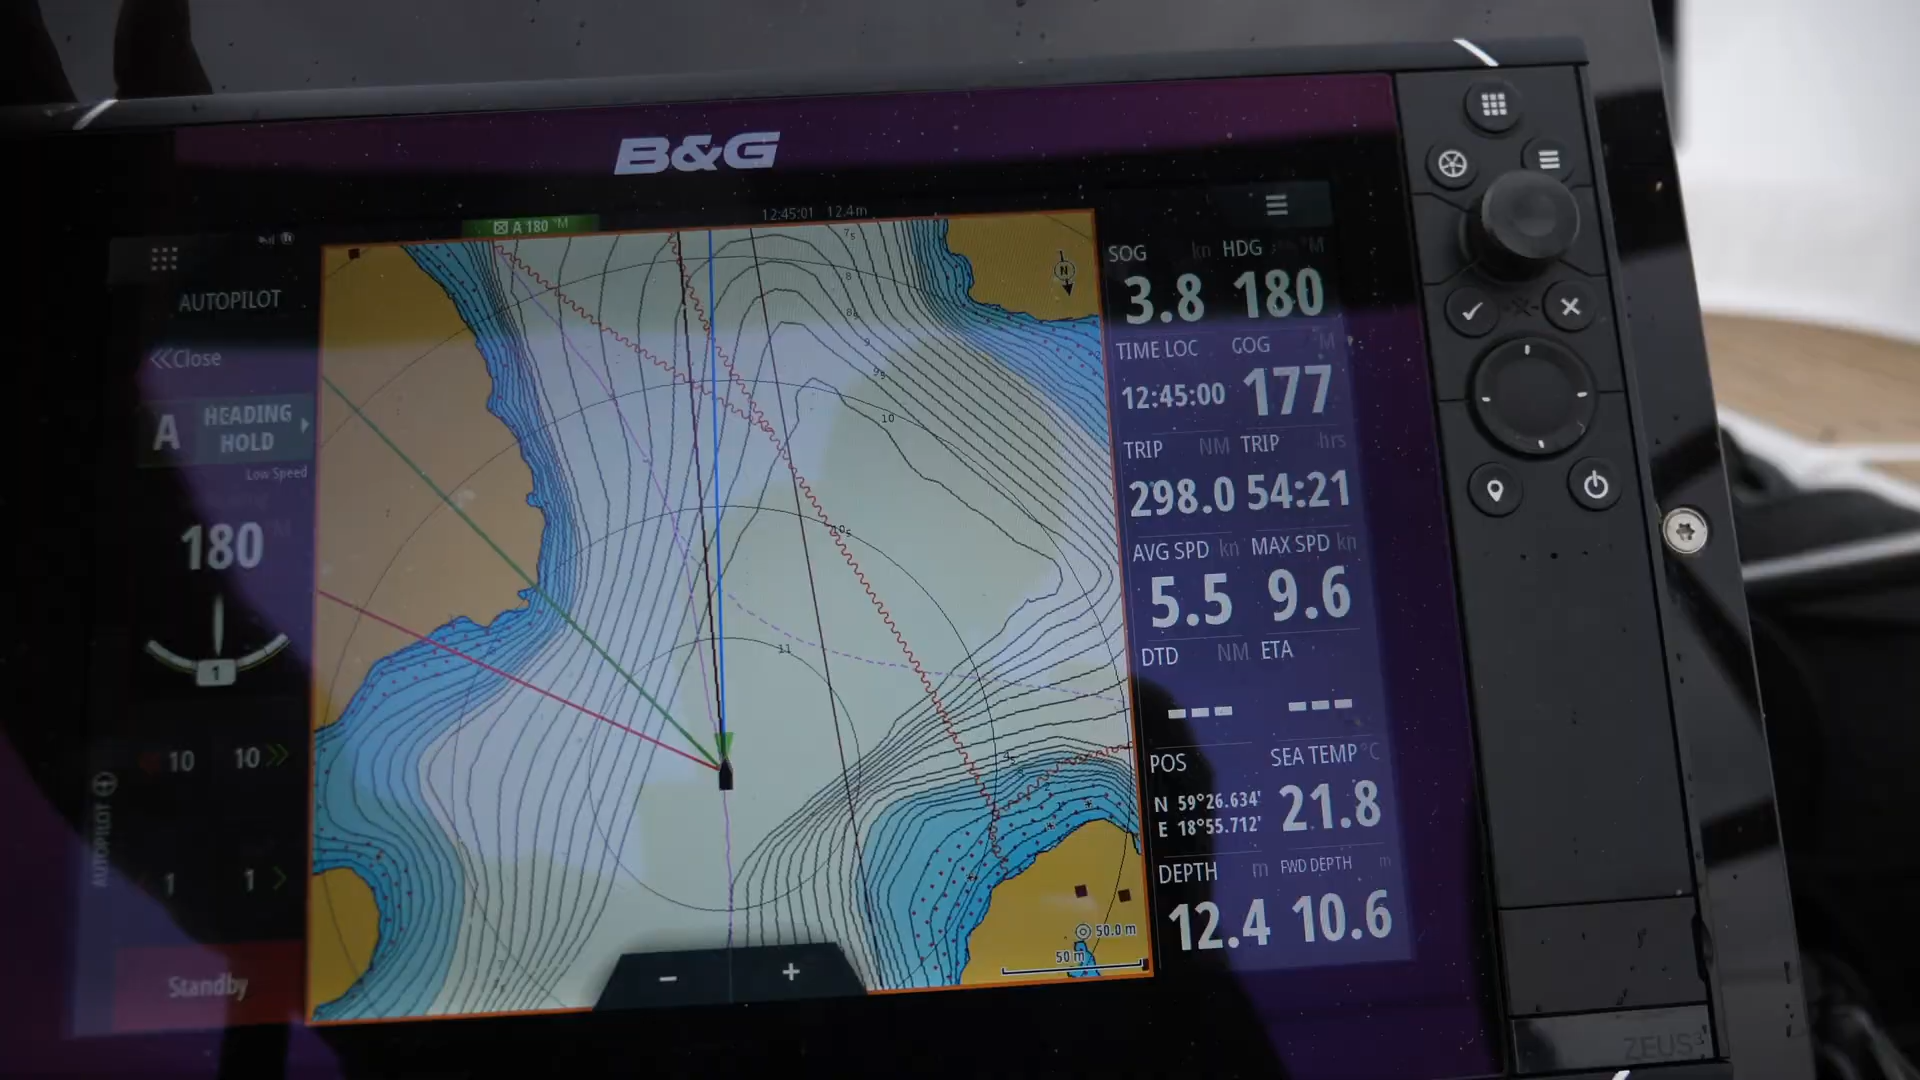 B&G
A 180 °M
12:45:01 12.4m
AUTOPILOT
Close
A HEADING HOLD
Low Speed
180
1
10 10
1 1
AUTOPILOT
Standby
N
8
9
10
11
50.0 m
50 m
− +
SOG kn HDG °M
3.8 180
TIME LOC COG °M
12:45:00 177
TRIP NM TRIP hrs
298.0 54:21
AVG SPD kn MAX SPD kn
5.5 9.6
DTD NM ETA
--- ---
POS SEA TEMP °C
N 59°26.634'
E 18°55.712'
21.8
DEPTH m FWD DEPTH m
12.4 10.6
ZEUS³